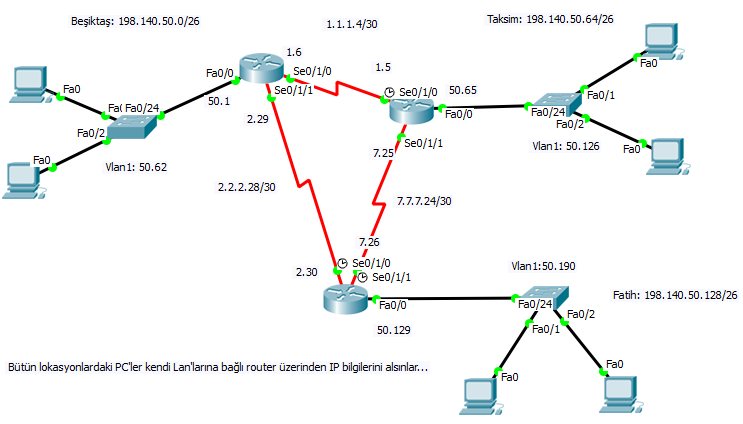 Beşiktaş: 198.140.50.0/26
1.1.1.4/30
Taksim: 198.140.50.64/26
1.6
Fa0/0
Se0/1/0
1.5
Se0/1/1
Se0/1/0
50.65
Fa0
Fa0/1
Fa0
Fa0/24
50.1
Fa0/0
Fa0/24
Fa0/2
Fa0/2
2.29
Se0/1/1
Vlan1: 50.126
Fa0
Fa0
Vlan1: 50.62
7.25
2.2.2.28/30
7.7.7.24/30
7.26
2.30
Se0/1/0
Se0/1/1
Vlan1:50.190
Fa0/0
Fa0/24
Fatih: 198.140.50.128/26
50.129
Fa0/2
Fa0/1
Bütün lokasyonlardaki PC'ler kendi Lan'larına bağlı router üzerinden IP bilgilerini alsınlar...
Fa0
Fa0